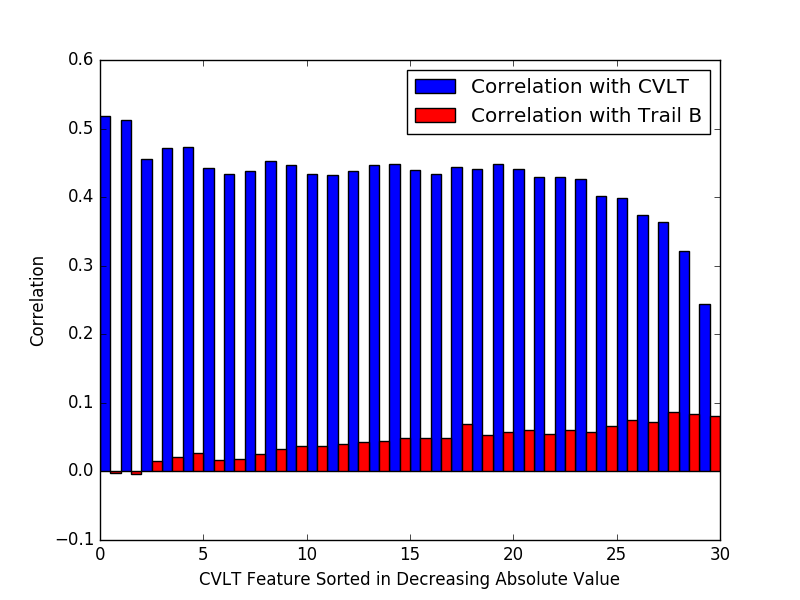 0.6
0.5
0.4
0.3
0.2
0.1
0.0
−0.1
Correlation
Correlation with CVLT
Correlation with Trail B
0 5 10 15 20 25 30
CVLT Feature Sorted in Decreasing Absolute Value